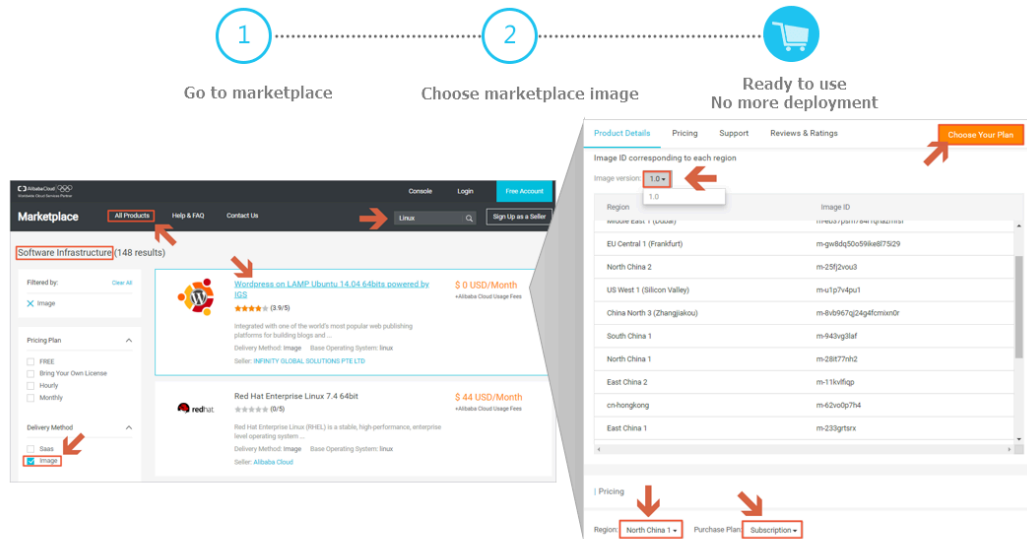 1
2
Go to marketplace
Choose marketplace image
Ready to use
No more deployment
Alibaba Cloud
Worldwide Cloud Services Partner
Console
Login
Free Account
Marketplace
All Products
Help & FAQ
Contact Us
Linux
Sign Up as a Seller
Software Infrastructure (148 results)
Filtered by:
Clear All
Image
Pricing Plan
FREE
Bring Your Own License
Hourly
Monthly
Delivery Method
Saas
Image
Wordpress on LAMP Ubuntu 14.04 64bits powered by
IGS
(3.9/5)
Integrated with one of the world's most popular web publishing
platforms for building blogs and ...
Delivery Method: Image Base Operating System: linux
Seller: INFINITY GLOBAL SOLUTIONS PTE LTD
$ 0 USD/Month
+Alibaba Cloud Usage Fees
redhat
Red Hat Enterprise Linux 7.4 64bit
(0/5)
Red Hat Enterprise Linux (RHEL) is a stable, high-performance, enterprise
level operating system ...
Delivery Method: Image Base Operating System: linux
Seller: Alibaba Cloud
$ 44 USD/Month
+Alibaba Cloud Usage Fees
Product Details
Pricing
Support
Reviews & Ratings
Choose Your Plan
Image ID corresponding to each region
Image version: 1.0
1.0
Region Image ID
Middle East 1 (Dubai)
EU Central 1 (Frankfurt) m-gw8dq50o59ike8l75i29
North China 2 m-25fj2vou3
US West 1 (Silicon Valley) m-u1p7v4pu1
China North 3 (Zhangjiakou) m-8vb967qj24g4fcmixn0r
South China 1 m-943vg3laf
North China 1 m-28it77nh2
East China 2 m-11kvlfiqp
cn-hongkong m-62vo0p7h4
East China 1 m-233grtsrx
| Pricing
Region: North China 1
Purchase Plan: Subscription